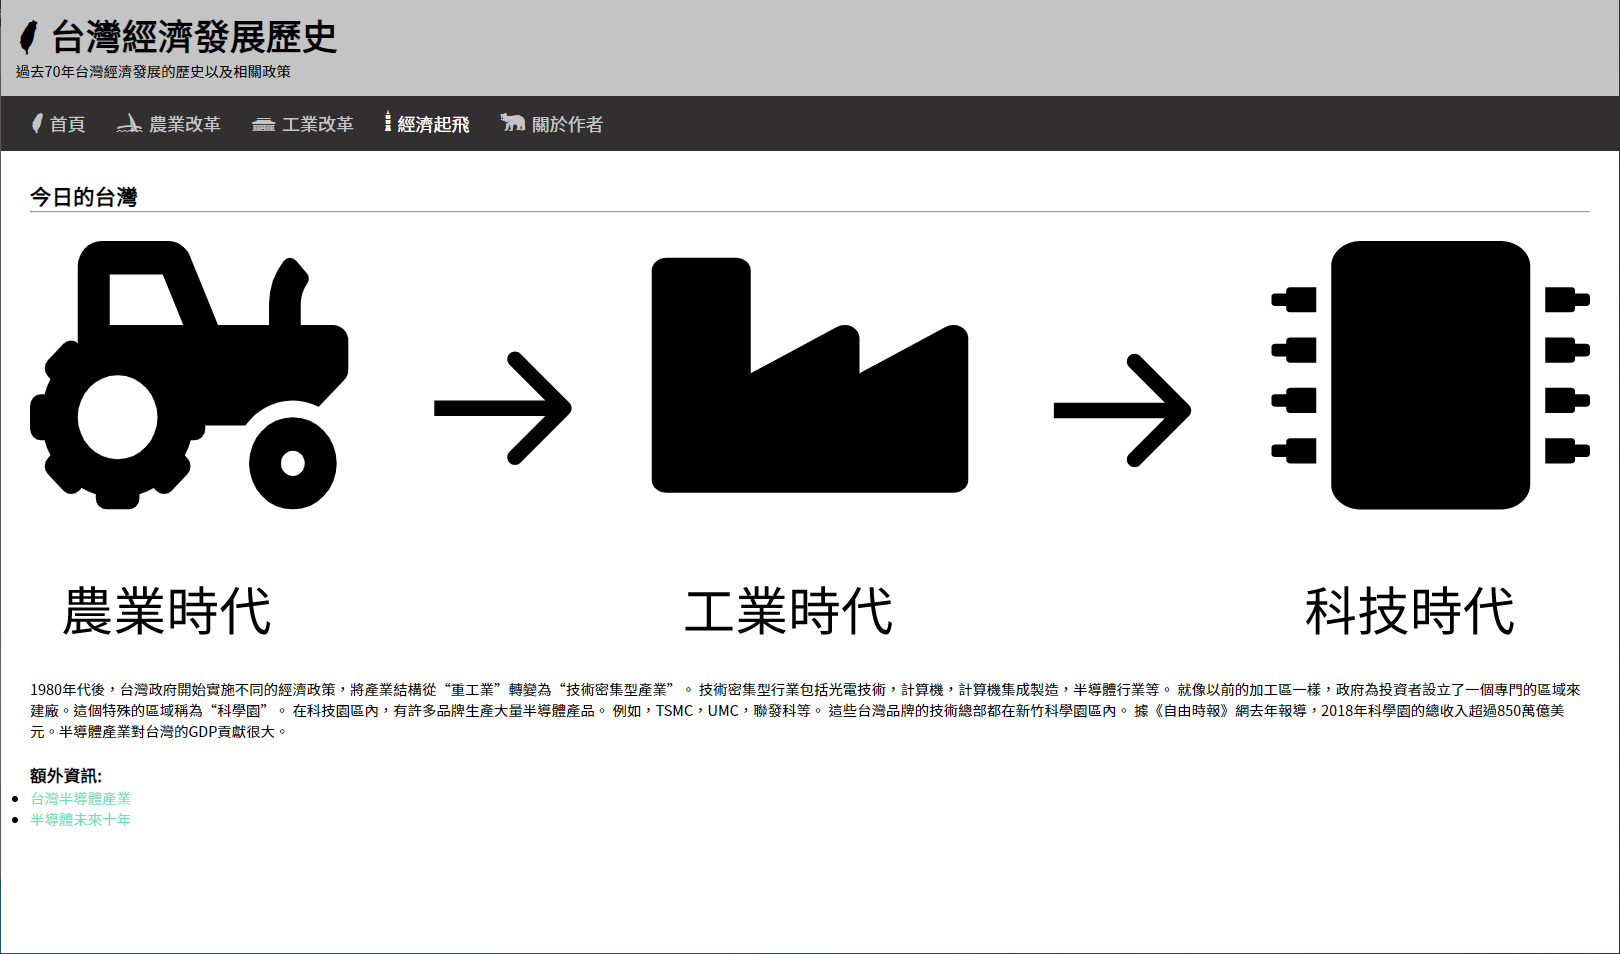 台灣經濟發展歷史
過去70年台灣經濟發展的歷史以及相關政策
首頁 農業改革 工業改革 經濟起飛 關於作者
今日的台灣
農業時代 工業時代 科技時代
1980年代後，台灣政府開始實施不同的經濟政策，將產業結構從“重工業”轉變為“技術密集型產業”。 技術密集型行業包括光電技術，計算機，計算機集成製造，半導體行業等。 就像以前的加工區一樣，政府為投資者設立了一個專門的區域來
建廠。這個特殊的區域稱為“科學園”。 在科技園區內，有許多品牌生產大量半導體產品。 例如，TSMC，UMC，聯發科等。 這些台灣品牌的技術總部都在新竹科學園區內。 據《自由時報》網去年報導，2018年科學園的總收入超過850萬億美
元。半導體產業對台灣的GDP貢獻很大。
額外資訊:
台灣半導體產業
半導體未來十年